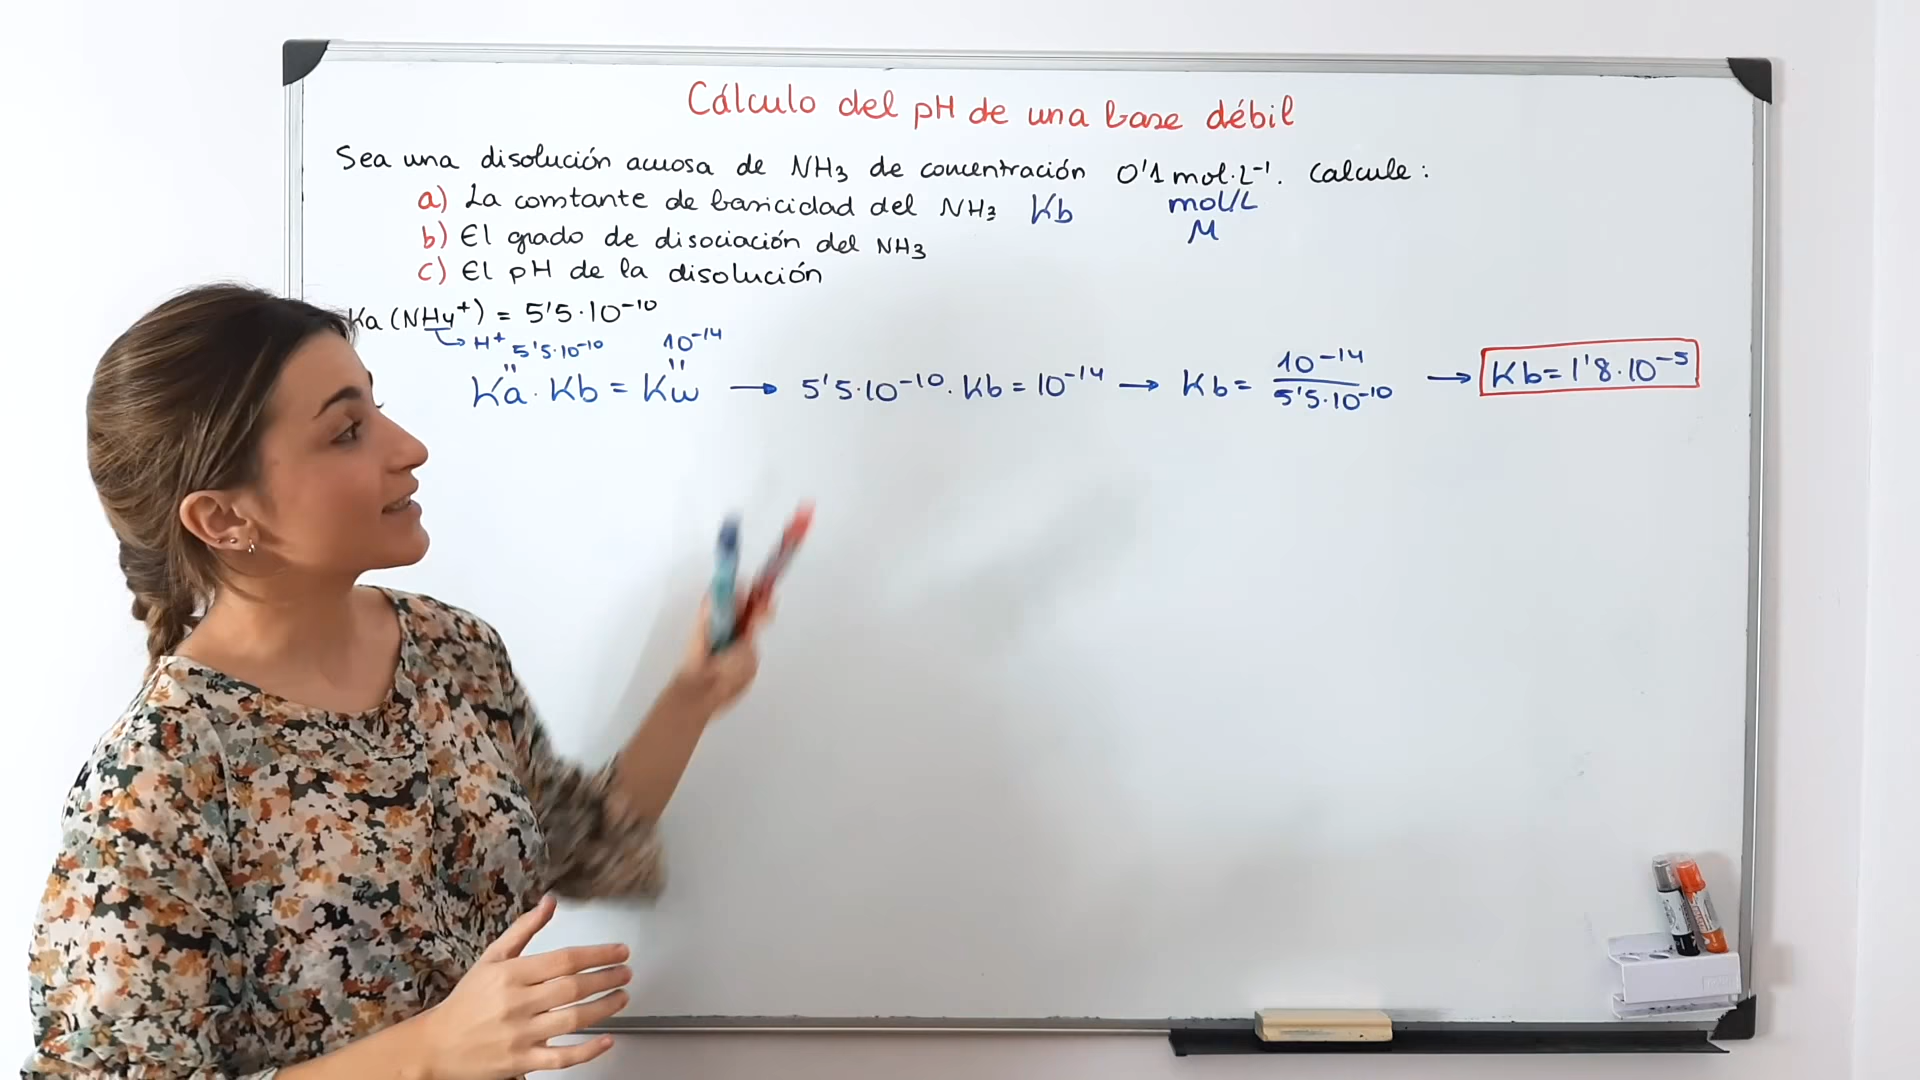 Cálculo del pH de una base débil
Sea una disolución acuosa de NH3 de concentración 0'1 mol·L-1. Calcule:
a) La constante de basicidad del NH3 Kb mol/L
b) El grado de disociación del NH3 M
c) El pH de la disolución
Ka (NH4+) = 5'5·10-10
H+ 5'5·10-10 10-14
Ka · Kb = Kw → 5'5·10-10 · Kb = 10-14 → Kb = 10-14 / 5'5·10-10 → Kb = 1'8·10-5